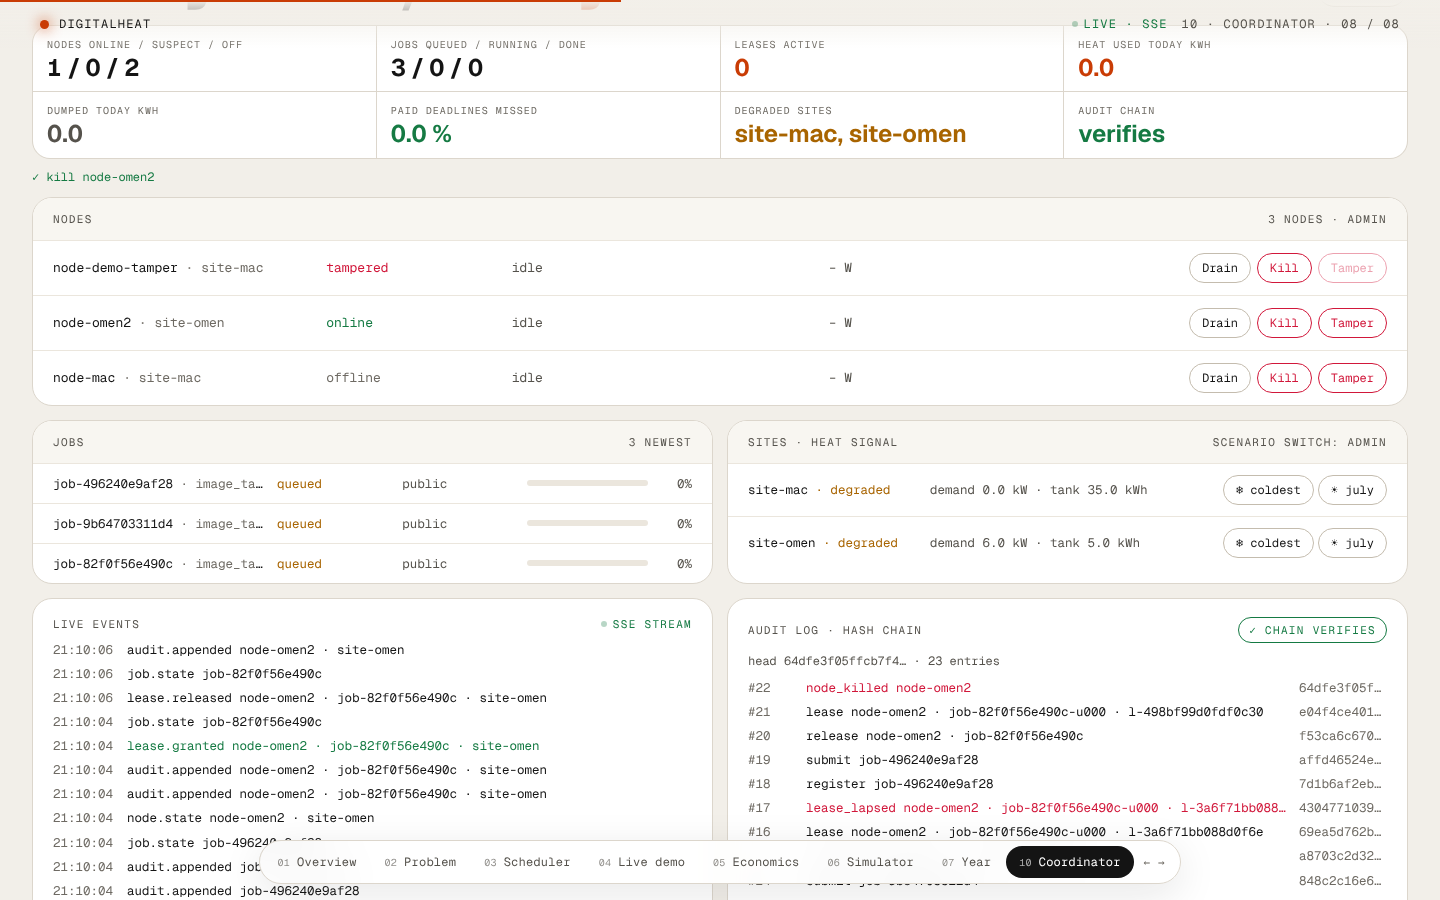 DIGITALHEAT
LIVE · SSE 10 · COORDINATOR · 08 / 08
NODES ONLINE / SUSPECT / OFF
1 / 0 / 2
JOBS QUEUED / RUNNING / DONE
3 / 0 / 0
LEASES ACTIVE
0
HEAT USED TODAY KWH
0.0
DUMPED TODAY KWH
0.0
PAID DEADLINES MISSED
0.0 %
DEGRADED SITES
site-mac, site-omen
AUDIT CHAIN
verifies
✓ kill node-omen2
NODES 3 NODES · ADMIN
node-demo-tamper · site-mac tampered idle – W Drain Kill Tamper
node-omen2 · site-omen online idle – W Drain Kill Tamper
node-mac · site-mac offline idle – W Drain Kill Tamper
JOBS 3 NEWEST
job-496240e9af28 · image_ta… queued public 0%
job-9b64703311d4 · image_ta… queued public 0%
job-82f0f56e490c · image_ta… queued public 0%
SITES · HEAT SIGNAL SCENARIO SWITCH: ADMIN
site-mac · degraded demand 0.0 kW · tank 35.0 kWh ❄ coldest ☀ july
site-omen · degraded demand 6.0 kW · tank 5.0 kWh ❄ coldest ☀ july
LIVE EVENTS SSE STREAM
21:10:06 audit.appended node-omen2 · site-omen
21:10:06 job.state job-82f0f56e490c
21:10:06 lease.released node-omen2 · job-82f0f56e490c · site-omen
21:10:04 job.state job-82f0f56e490c
21:10:04 lease.granted node-omen2 · job-82f0f56e490c · site-omen
21:10:04 audit.appended node-omen2 · job-82f0f56e490c · site-omen
21:10:04 audit.appended node-omen2 · job-82f0f56e490c · site-omen
21:10:04 node.state node-omen2 · site-omen
21:10:04 job.state job-496240e9af28
21:10:04 audit.appended job
21:10:04 audit.appended job-496240e9af28
AUDIT LOG · HASH CHAIN ✓ CHAIN VERIFIES
head 64dfe3f05ffcb7f4… · 23 entries
#22 node_killed node-omen2 64dfe3f05f…
#21 lease node-omen2 · job-82f0f56e490c-u000 · l-498bf99d0fdf0c30 e04f4ce401…
#20 release node-omen2 · job-82f0f56e490c f53ca6c670…
#19 submit job-496240e9af28 affd46524e…
#18 register job-496240e9af28 7d1b6af2eb…
#17 lease_lapsed node-omen2 · job-82f0f56e490c-u000 · l-3a6f71bb088… 4304771039…
#16 lease node-omen2 · job-82f0f56e490c-u000 · l-3a6f71bb088d0f6e 69ea5d762b…
a8703c2d32…
848c2c16e6…
01 Overview 02 Problem 03 Scheduler 04 Live demo 05 Economics 06 Simulator 07 Year 10 Coordinator ← →